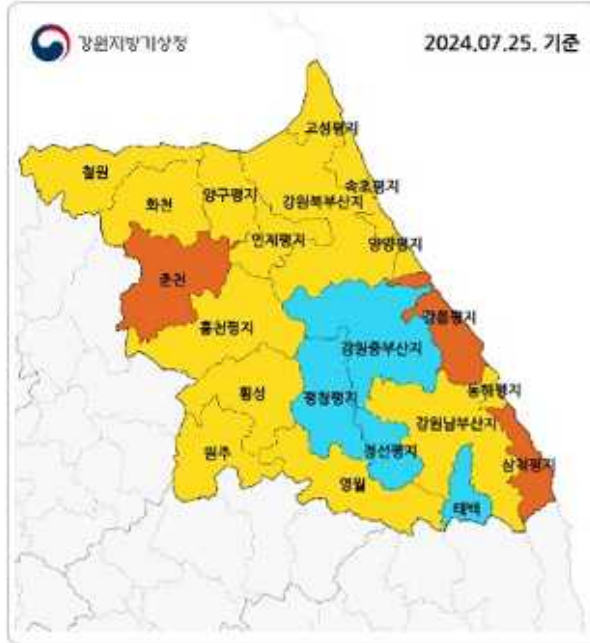 강원지방기상청
2024.07.25. 기준
고성평지
철원
양구평지
속초평지
화천
강원북부산지
인제평지
양양평지
춘천
강릉평지
홍천평지
강원중부산지
동해평지
횡성
평창평지
강원남부산지
원주
정선평지
삼척평지
영월
태백